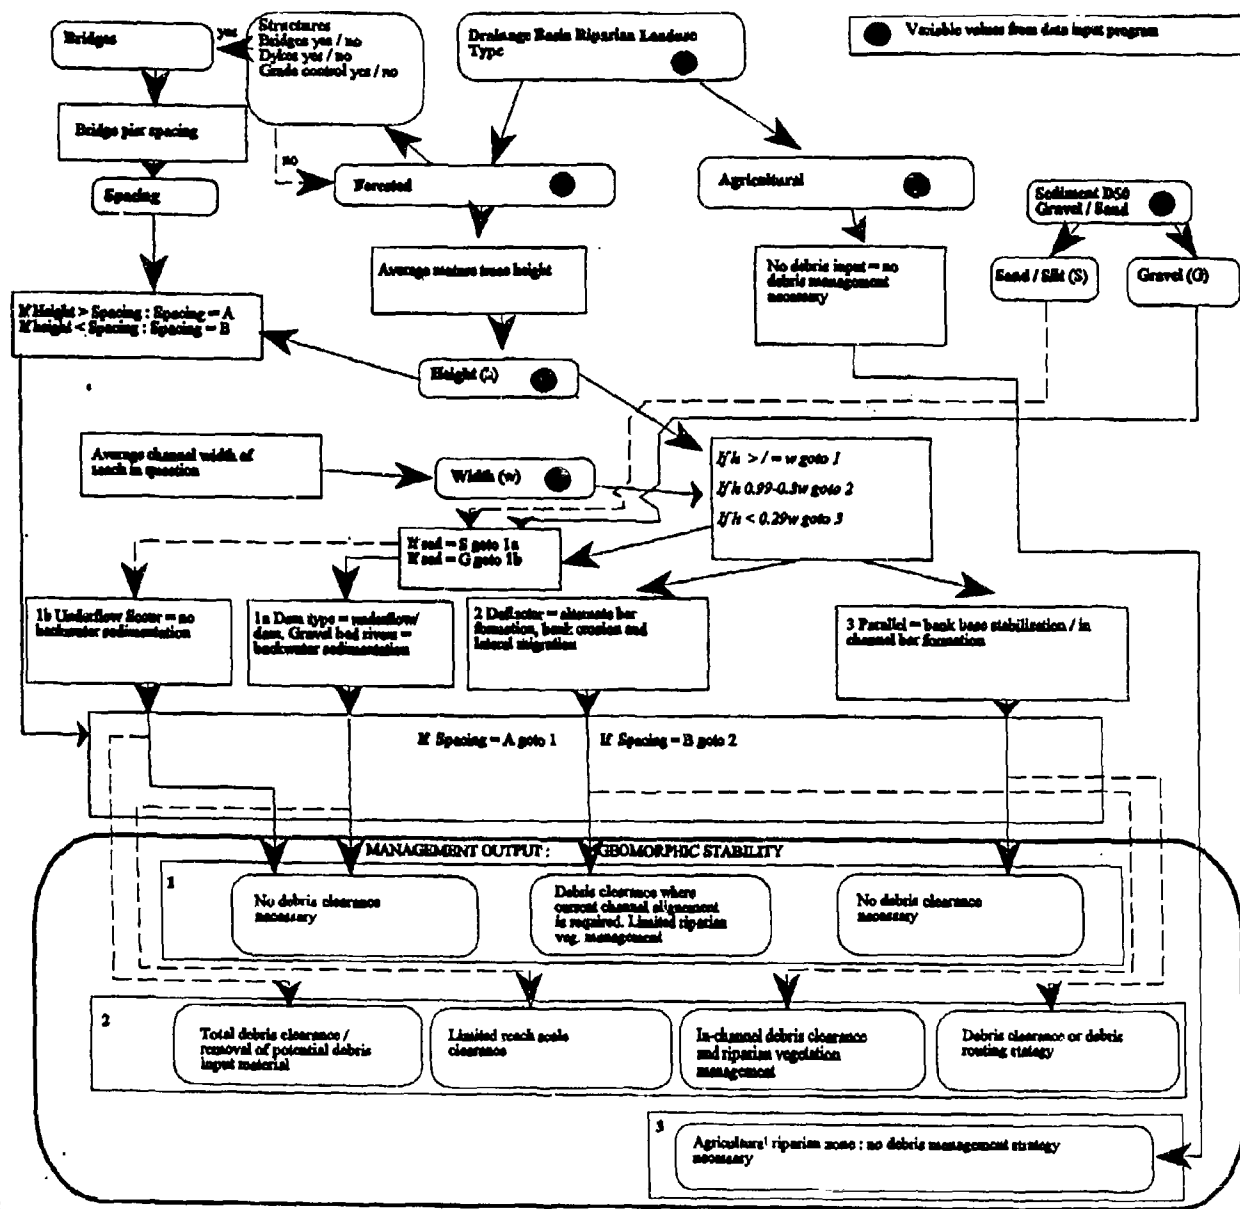 Bridges
yes
Structures
Bridges yes / no
Dykes yes / no
Grade control yes / no
Drainage Basin Riparian Landuse
Type
Variable values from data input program
Bridge pier spacing
no
Forested
Agricultural
Spacing
Sediment D50
Gravel / Sand
Average mature tree height
No debris input = no
debris management
necessary
Sand / Silt (S)
Gravel (G)
If Height > Spacing : Spacing = A
If height < Spacing : Spacing = B
Height (h)
Average channel width of
reach in question
Width (w)
If h > / = w goto 1
If h 0.99-0.3w goto 2
If h < 0.29w goto 3
If sed = S goto 1a
If sed = G goto 1b
1b Underflow floater = no
backwater sedimentation
1a Dam type = underflow/
dam. Gravel bed rivers =
backwater sedimentation
2 Deflector = alternate bar
formation, bank erosion and
lateral migration
3 Parallel = bank base stabilisation / in
channel bar formation
If Spacing = A goto 1
If Spacing = B goto 2
MANAGEMENT OUTPUT : GEOMORPHIC STABILITY
1
No debris clearance
necessary
Debris clearance where
current channel alignement
is required. Limited riparian
veg. management
No debris clearance
necessary
2
Total debris clearance /
removal of potential debris
input material
Limited reach scale
clearance
In-channel debris clearance
and riparian vegetation
management
Debris clearance or debris
routing stategy
3
Agricultural riparian zone : no debris management strategy
necessary